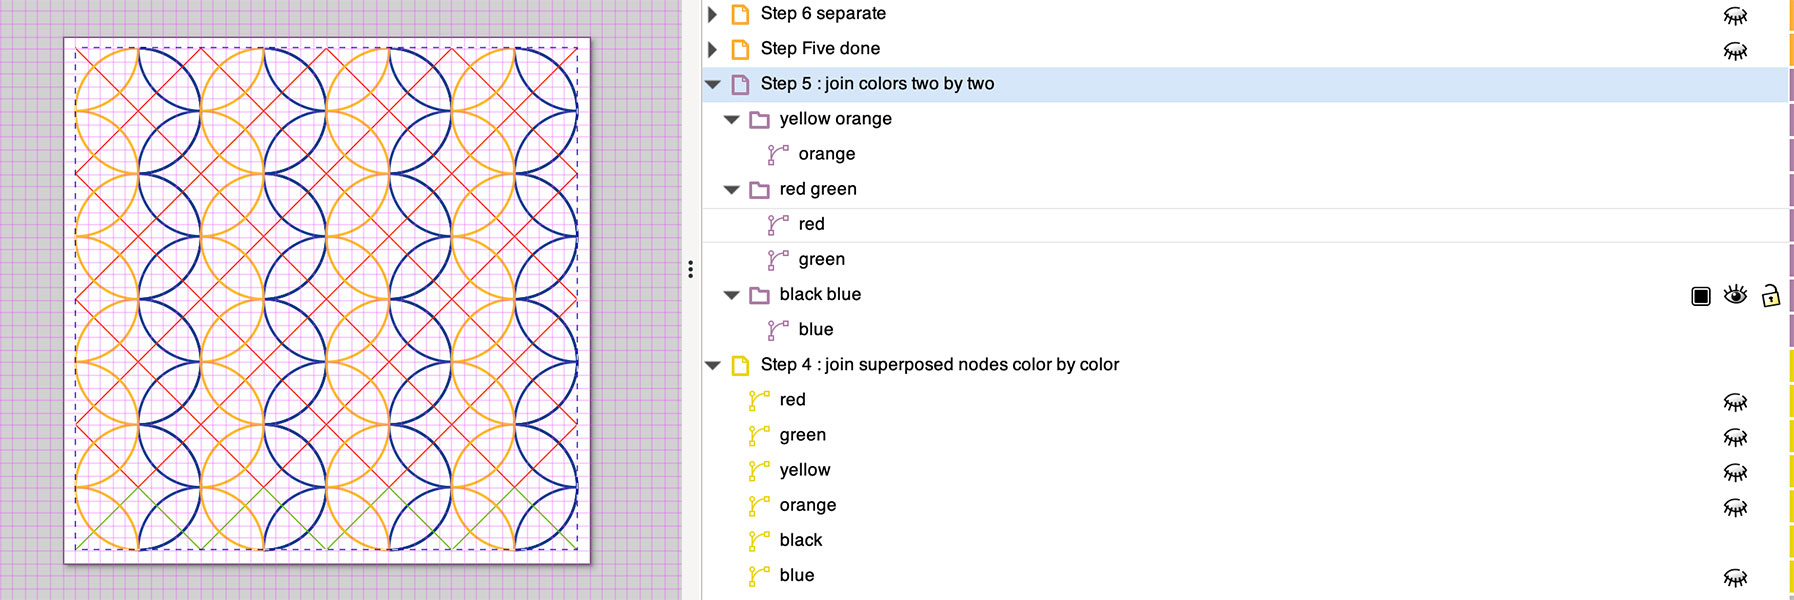 Step 6 separate
Step Five done
Step 5 : join colors two by two
yellow orange
orange
red green
red
green
black blue
blue
Step 4 : join superposed nodes color by color
red
green
yellow
orange
black
blue